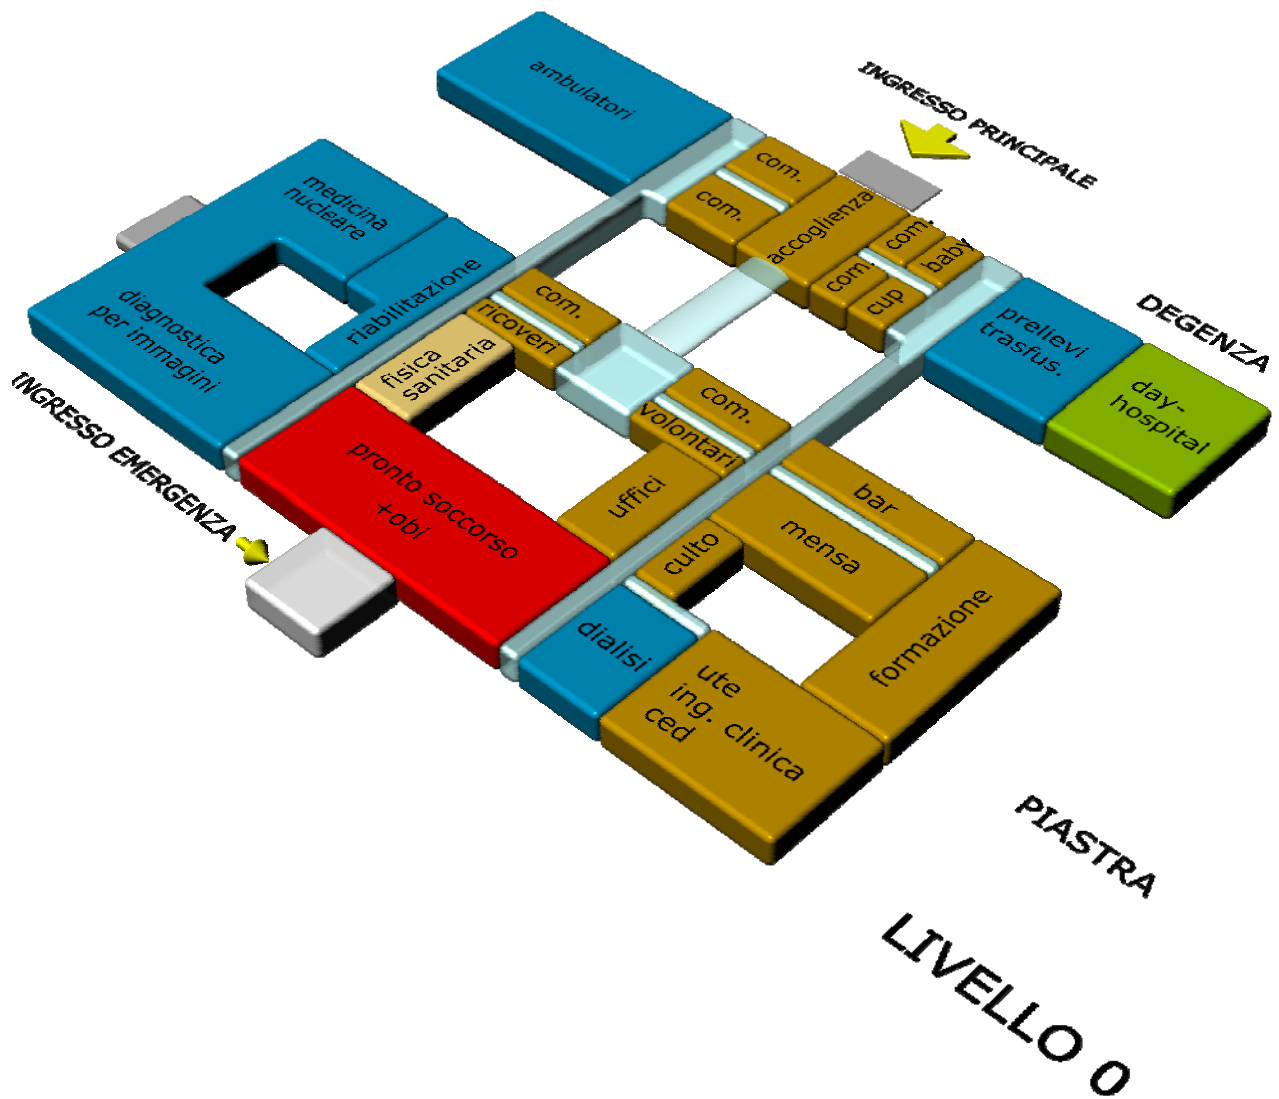 ambulatori
INGRESSO PRINCIPALE
com.
com.
accoglienza
com.
baby
com.
cup
medicina
nucleare
riabilitazione
diagnostica
per immagini
com.
ricoveri
fisica
sanitaria
prelievi
trasfus.
DEGENZA
day-
hospital
INGRESSO EMERGENZA
com.
volontari
pronto soccorso
+obi
uffici
bar
mensa
culto
formazione
dialisi
ute
ing. clinica
ced
PIASTRA
LIVELLO 0